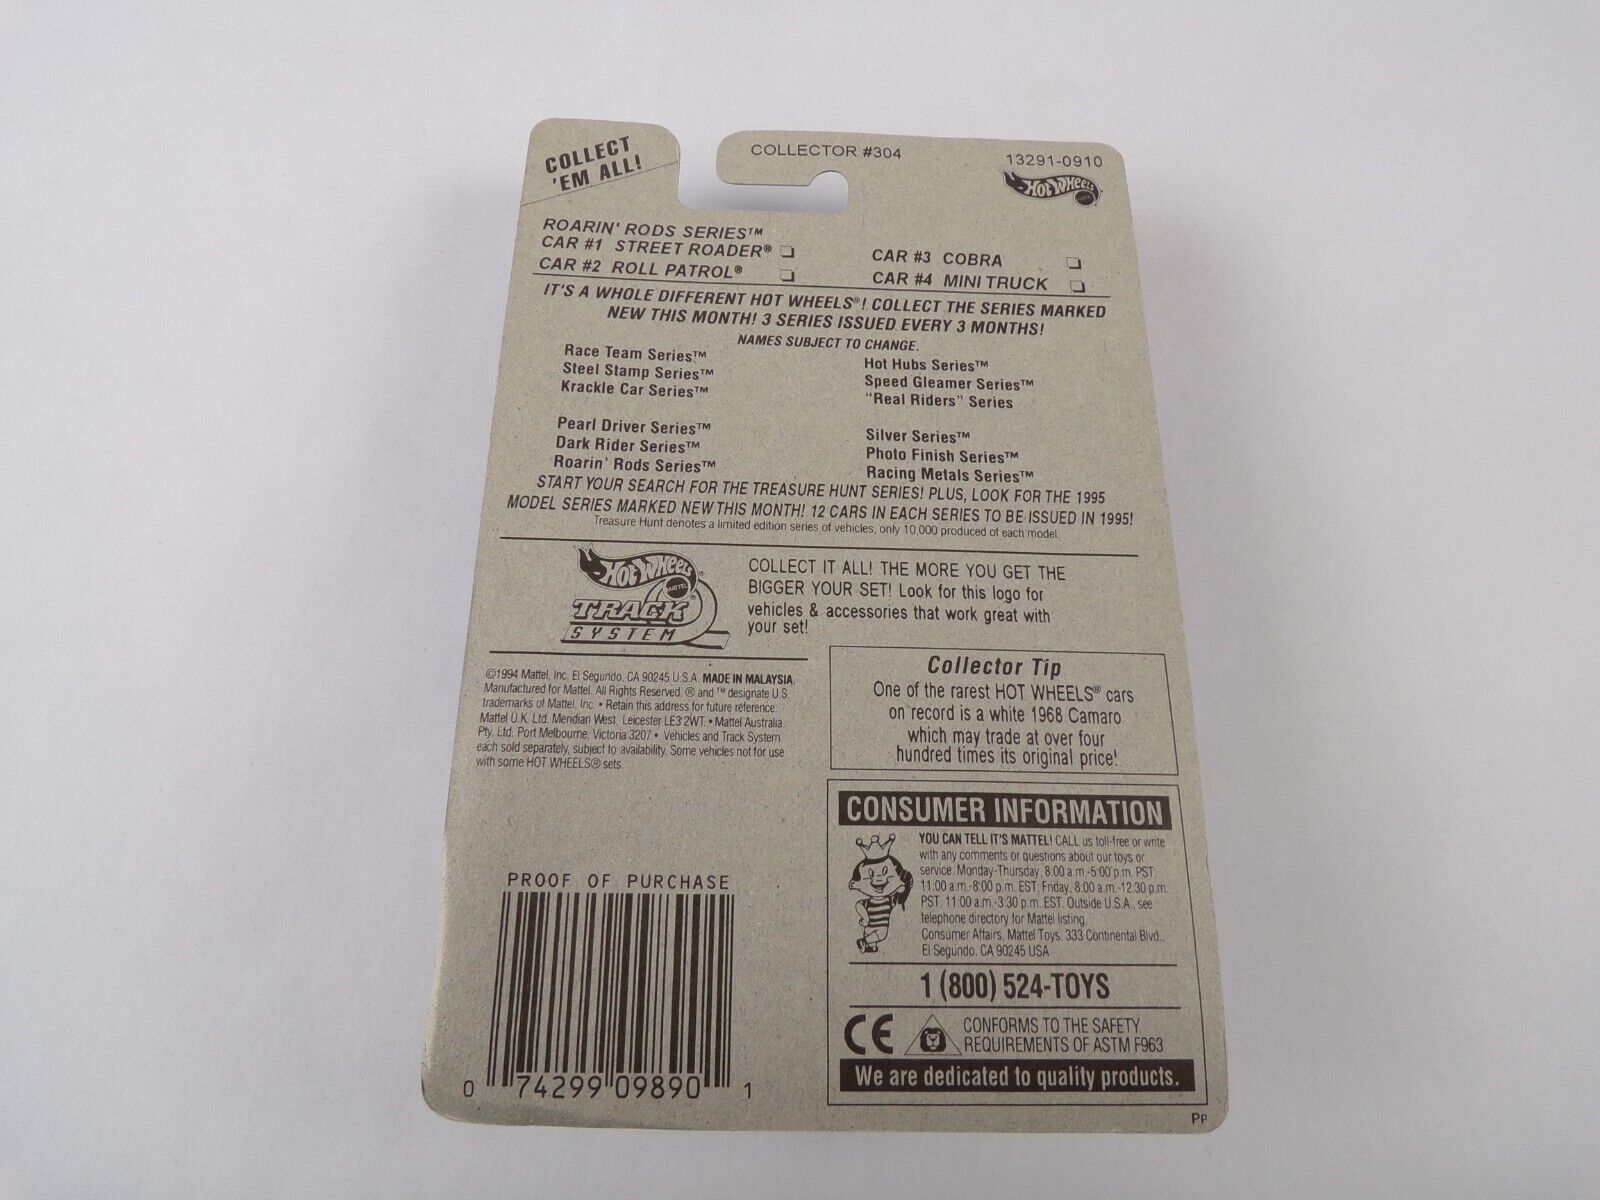 COLLECT
'EM ALL!
COLLECTOR #304
13291-0910
HOT WHEELS
ROARIN' RODS SERIES™
CAR #1 STREET ROADER®
CAR #2 ROLL PATROL®
CAR #3 COBRA
CAR #4 MINI TRUCK
IT'S A WHOLE DIFFERENT HOT WHEELS®! COLLECT THE SERIES MARKED
NEW THIS MONTH! 3 SERIES ISSUED EVERY 3 MONTHS!
NAMES SUBJECT TO CHANGE.
Race Team Series™
Steel Stamp Series™
Krackle Car Series™
Hot Hubs Series™
Speed Gleamer Series™
"Real Riders" Series
Pearl Driver Series™
Dark Rider Series™
Roarin' Rods Series™
Silver Series™
Photo Finish Series™
Racing Metals Series™
START YOUR SEARCH FOR THE TREASURE HUNT SERIES! PLUS, LOOK FOR THE 1995
MODEL SERIES MARKED NEW THIS MONTH! 12 CARS IN EACH SERIES TO BE ISSUED IN 1995!
Treasure Hunt denotes a limited edition series of vehicles, only 10,000 produced of each model.
HOT WHEELS®
MATTEL
TRACK®
SYSTEM
COLLECT IT ALL! THE MORE YOU GET THE
BIGGER YOUR SET! Look for this logo for
vehicles & accessories that work great with
your set!
©1994 Mattel, Inc. El Segundo, CA 90245 U.S.A. MADE IN MALAYSIA.
Manufactured for Mattel. All Rights Reserved. ® and ™ designate U.S.
trademarks of Mattel, Inc. • Retain this address for future reference:
Mattel U.K. Ltd. Meridian West, Leicester LE3 2WT. • Mattel Australia
Pty. Ltd. Port Melbourne, Victoria 3207 • Vehicles and Track System
each sold separately, subject to availability. Some vehicles not for use
with some HOT WHEELS® sets.
Collector Tip
One of the rarest HOT WHEELS® cars
on record is a white 1968 Camaro
which may trade at over four
hundred times its original price!
CONSUMER INFORMATION
YOU CAN TELL IT'S MATTEL! CALL us toll-free or write
with any comments or questions about our toys or
service. Monday-Thursday, 8:00 a.m.-5:00 p.m. PST;
11:00 a.m.-8:00 p.m. EST; Friday, 8:00 a.m.-12:30 p.m.
PST, 11:00 a.m.-3:30 p.m. EST. Outside U.S.A., see
telephone directory for Mattel listing.
Consumer Affairs, Mattel Toys, 333 Continental Blvd.,
El Segundo, CA 90245 USA
1 (800) 524-TOYS
CE
CONFORMS TO THE SAFETY
REQUIREMENTS OF ASTM F963
We are dedicated to quality products.
PROOF OF PURCHASE
0 74299 09890 1
PP